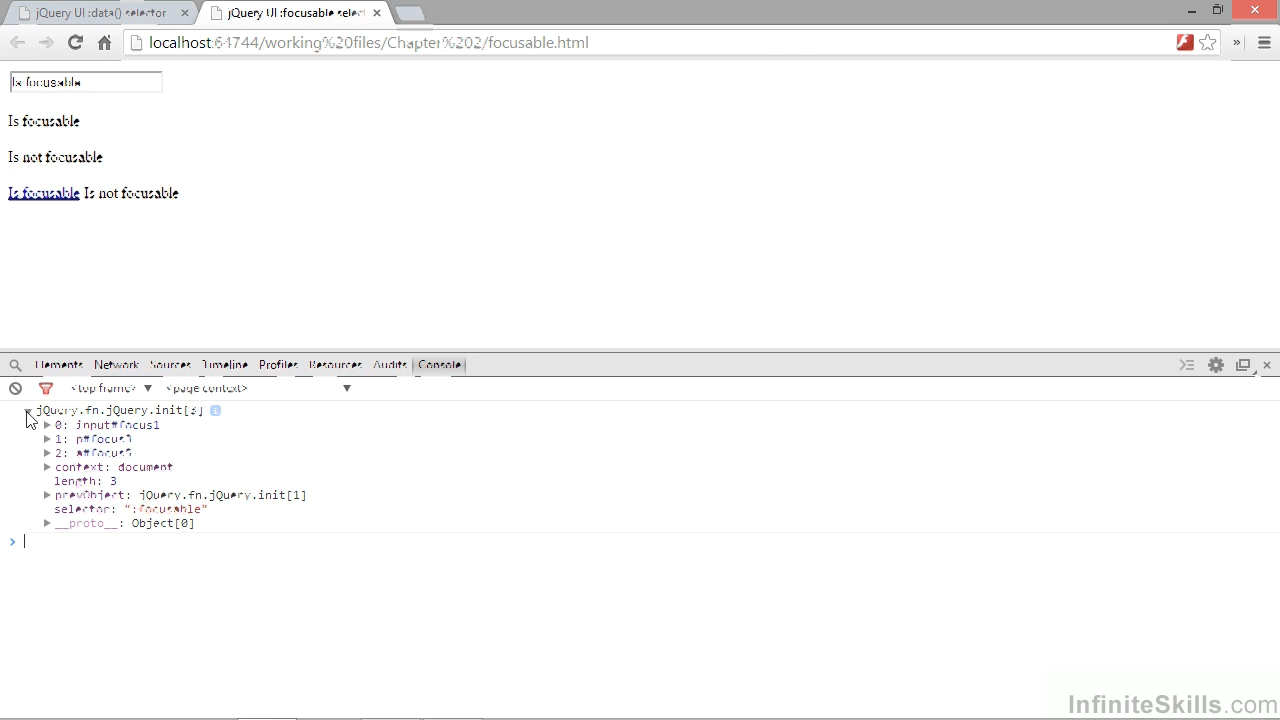 jQuery UI :data() selector
jQuery UI :focusable select
localhost:64744/working%20files/Chapter%202/focusable.html
Is focusable
Is focusable
Is not focusable
Is focusable Is not focusable
Elements Network Sources Timeline Profiles Resources Audits Console
<top frame> <page context>
jQuery.fn.jQuery.init[3]
0: input#focus1
1:
2:
context: document
length: 3
prevObject: jQuery.fn.jQuery.init[1]
selector: ":focusable"
__proto__: Object[0]
InfiniteSkills.com